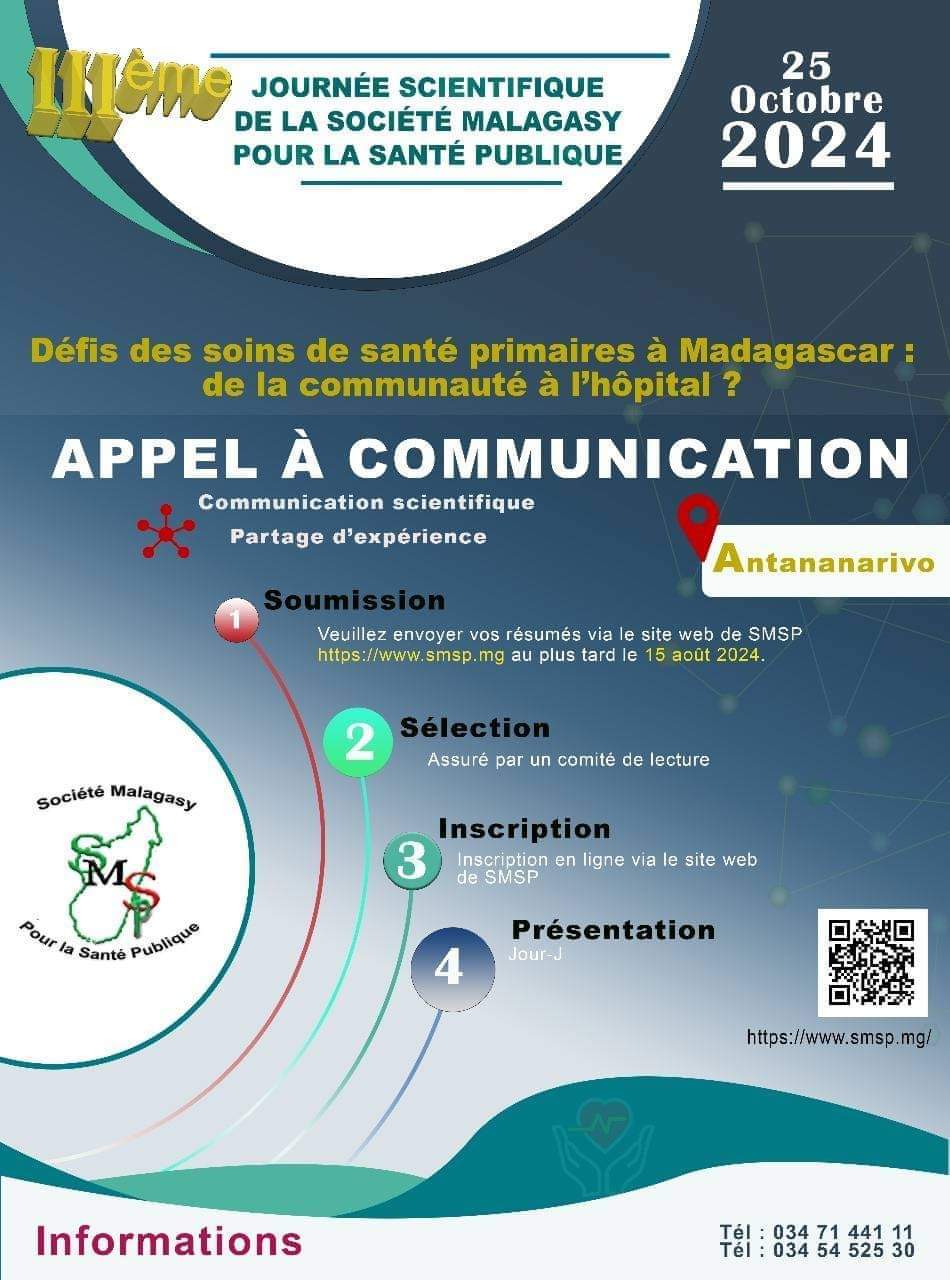 IIIème
JOURNÉE SCIENTIFIQUE
DE LA SOCIÉTÉ MALAGASY
POUR LA SANTÉ PUBLIQUE
25
Octobre
2024
Défis des soins de santé primaires à Madagascar :
de la communauté à l'hôpital ?
APPEL À COMMUNICATION
Communication scientifique
Partage d'expérience
Antananarivo
1
Soumission
Veuillez envoyer vos résumés via le site web de SMSP
https://www.smsp.mg au plus tard le 15 août 2024.
2
Sélection
Assuré par un comité de lecture
3
Inscription
Inscription en ligne via le site web
de SMSP
4
Présentation
Jour-J
Société Malagasy
SMSP
Pour la Santé Publique
https://www.smsp.mg/
Informations
Tél : 034 71 441 11
Tél : 034 54 525 30